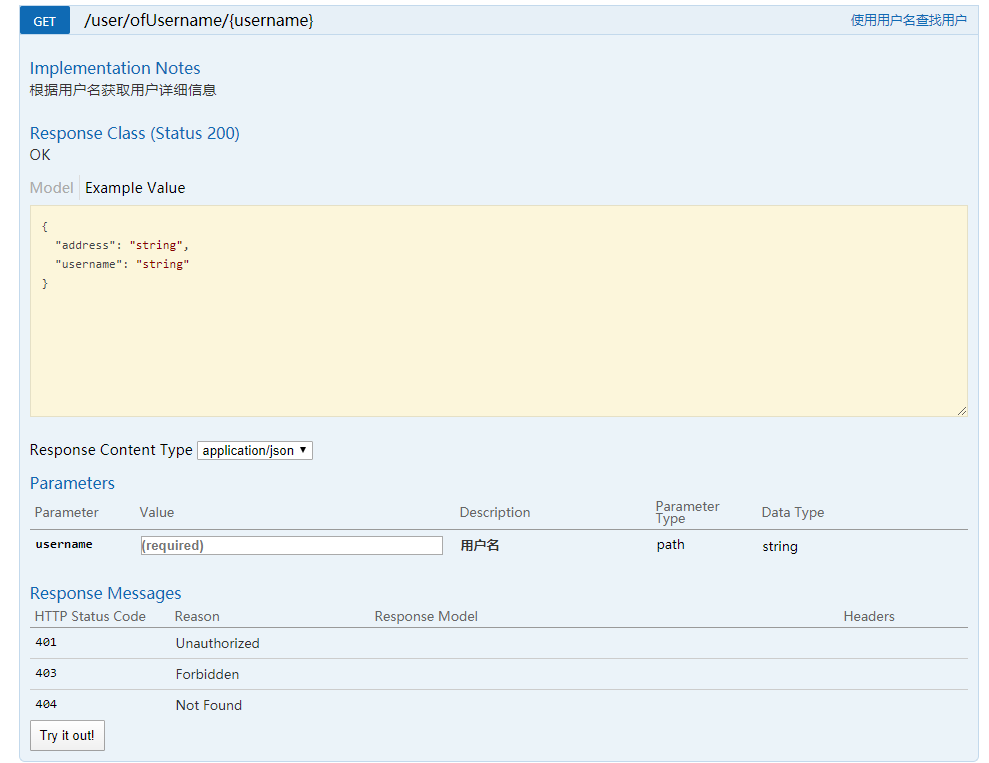 GET /user/ofUsername/{username} 使用用户名查找用户
Implementation Notes
根据用户名获取用户详细信息
Response Class (Status 200)
OK
Model Example Value
{
  "address": "string",
  "username": "string"
}
Response Content Type application/json
Parameters
Parameter Value Description Parameter Type Data Type
username (required) 用户名 path string
Response Messages
HTTP Status Code Reason Response Model Headers
401 Unauthorized
403 Forbidden
404 Not Found
Try it out!